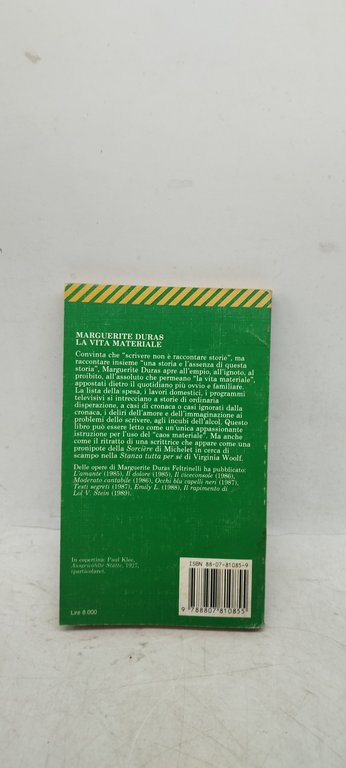 MARGUERITE DURAS
LA VITA MATERIALE
Convinta che "scrivere non è raccontare storie", ma
raccontare insieme "una storia e l'assenza di questa
storia", Marguerite Duras apre all'empio, all'ignoto, al
proibito, all'assoluto che permeano "la vita materiale",
appostati dietro il quotidiano più ovvio e familiare.
La lista della spesa, i lavori domestici, i programmi
televisivi si intrecciano a storie di ordinaria
disperazione, a casi di cronaca o casi ignorati dalla
cronaca, i deliri dell'amore e dell'immaginazione ai
problemi dello scrivere, agli incubi dell'alcol. Questo
libro può essere letto come un'unica appassionante
istruzione per l'uso del "caos materiale". Ma anche
come il ritratto di una scrittrice che appare come una
pronipote della Sorcière di Michelet in cerca di
scampo nella Stanza tutta per sé di Virginia Woolf.
Delle opere di Marguerite Duras Feltrinelli ha pubblicato:
L'amante (1985), Il dolore (1985), Il viceconsole (1986),
Moderato cantabile (1986), Occhi blu capelli neri (1987),
Testi segreti (1987), Emily L. (1988), Il rapimento di
Lol V. Stein (1989).
In copertina: Paul Klee,
Ausgewählte Stätte, 1927,
(particolare).
ISBN 88-07-81085-9
9 788807 810855
Lire 8.000